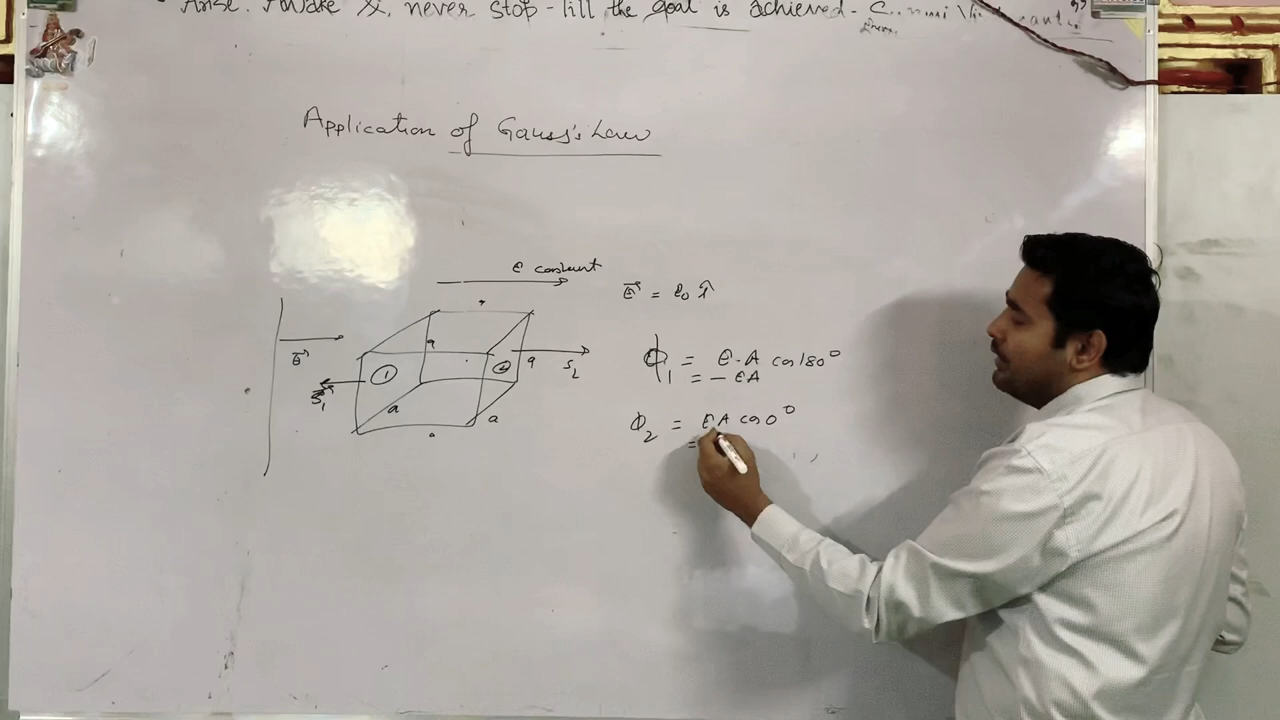 Arise. Awake &, never stop - till the goal is achieved -
Application of Gauss's Law
E constant
E⃗ = E₀ x̂
E⃗
①
②
S₁
S₂
a
a
a
a
a
ϕ₁ = E·A cos180°
= -EA
ϕ₂ = EA cos0°
=